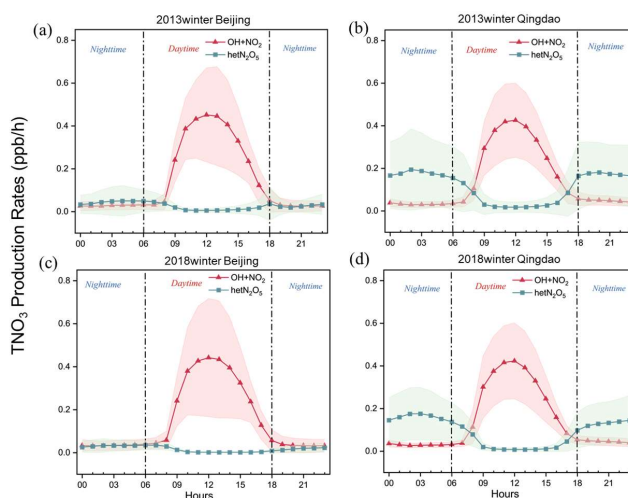 2013winter Beijing
(a)
Nighttime
Daytime
Nighttime
OH+NO₂
hetN₂O₅
0.8
0.6
0.4
0.2
0.0
00 03 06 09 12 15 18 21
2013winter Qingdao
(b)
Nighttime
Daytime
Nighttime
OH+NO₂
hetN₂O₅
0.8
0.6
0.4
0.2
0.0
00 03 06 09 12 15 18 21
TNO₃ Production Rates (ppb/h)
2018winter Beijing
(c)
Nighttime
Daytime
Nighttime
OH+NO₂
hetN₂O₅
0.8
0.6
0.4
0.2
0.0
00 03 06 09 12 15 18 21
Hours
2018winter Qingdao
(d)
Nighttime
Daytime
Nighttime
OH+NO₂
hetN₂O₅
0.8
0.6
0.4
0.2
0.0
00 03 06 09 12 15 18 21
Hours